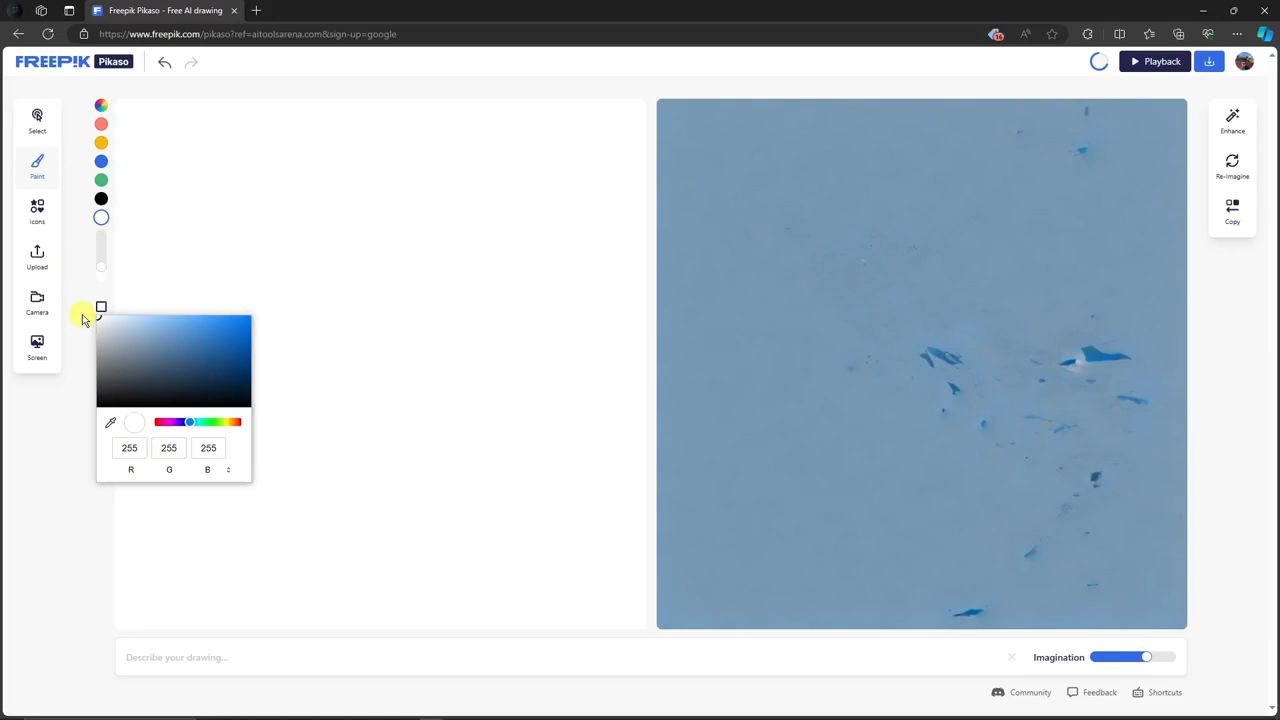 Freepik Pikaso - Free AI drawing
https://www.freepik.com/pikaso?ref=aitoolsarena.com&sign-up=google
FREEP!K Pikaso
Playback
Select
Paint
Icons
Upload
Camera
Screen
Enhance
Re-Imagine
Copy
255 255 255
R G B
Describe your drawing...
Imagination
Community Feedback Shortcuts